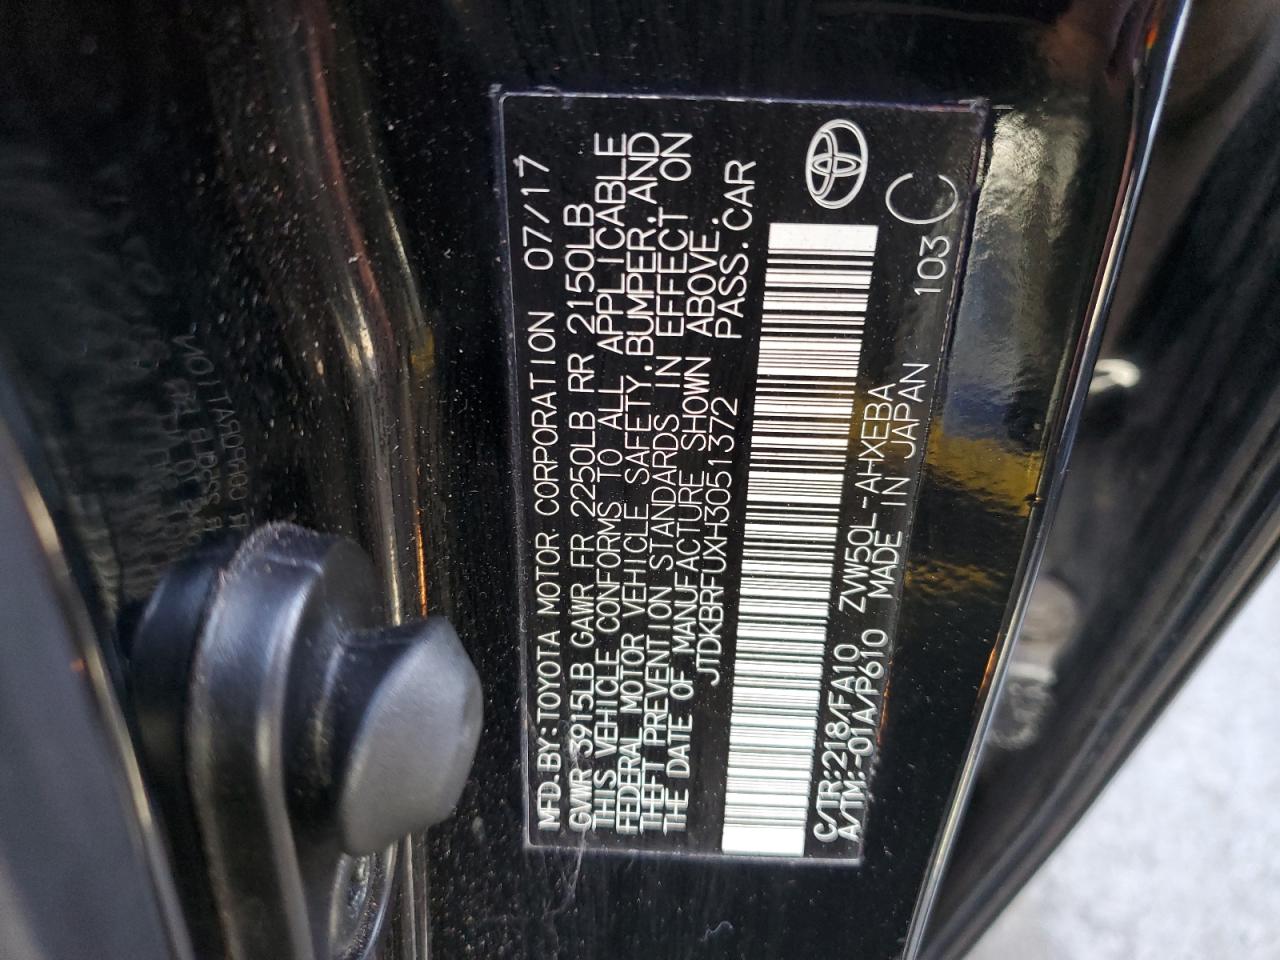 MFD.BY:TOYOTA MOTOR CORPORATION 07/17
GVWR 3915LB GAWR FR 2250LB RR 2150LB
THIS VEHICLE CONFORMS TO ALL APPLICABLE
FEDERAL MOTOR VEHICLE SAFETY,BUMPER,AND
THEFT PREVENTION STANDARDS IN EFFECT ON
THE DATE OF MANUFACTURE SHOWN ABOVE.
JTDKBRFUXH3051372 PASS.CAR
C/TR:218/FA10 ZVW50L-AHXEBA
A/TM:-01A/P610 MADE IN JAPAN 103 C